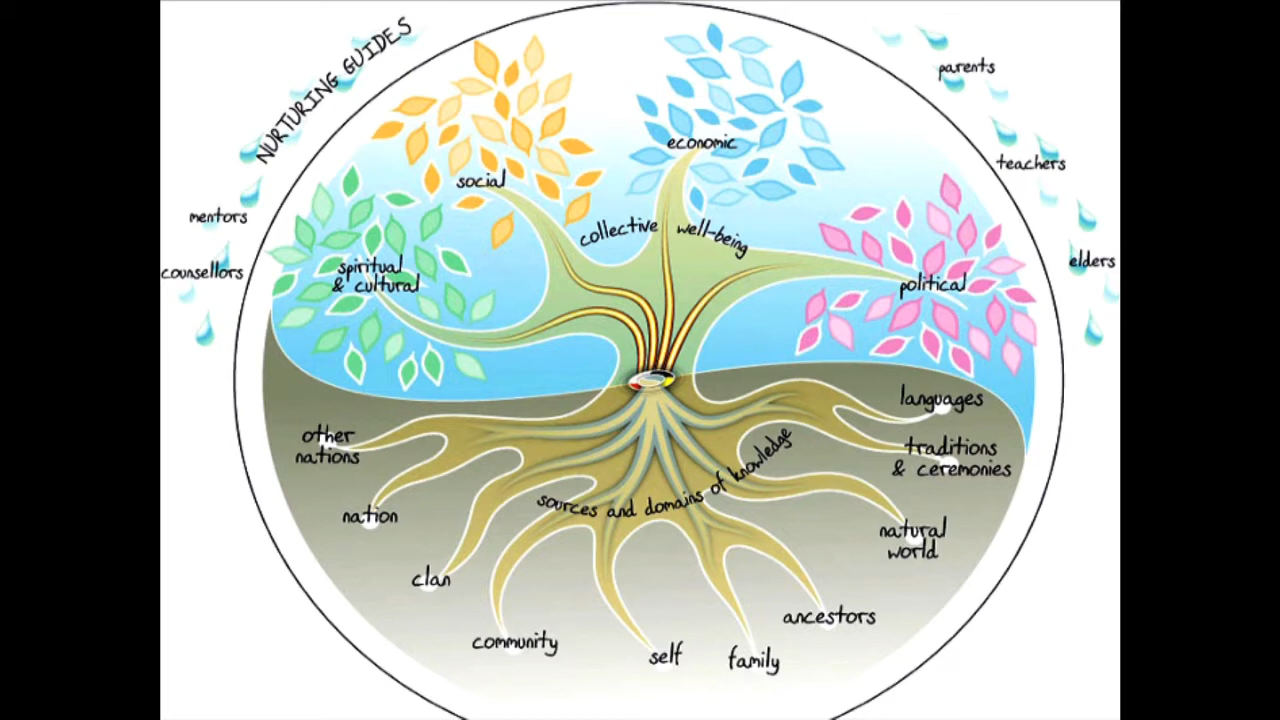 NURTURING GUIDES
mentors
counsellors
parents
teachers
elders
social
economic
spiritual
& cultural
political
collective well-being
sources and domains of knowledge
other
nations
nation
clan
community
self
family
ancestors
natural
world
traditions
& ceremonies
languages